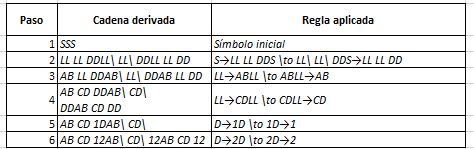 Paso Cadena derivada Regla aplicada
1 SSS Símbolo inicial
2 LL LL DDLL\ LL\ DDLL LL DD S→LL LL DDS \to LL\ LL\ DDS→LL LL DD
3 AB LL DDAB\ LL\ DDAB LL DD LL→ABLL \to ABLL→AB
4 AB CD DDAB\ CD\
DDAB CD DD LL→CDLL \to CDLL→CD
5 AB CD 1DAB\ CD\ D→1D \to 1D→1
6 AB CD 12AB\ CD\ 12AB CD 12 D→2D \to 2D→2